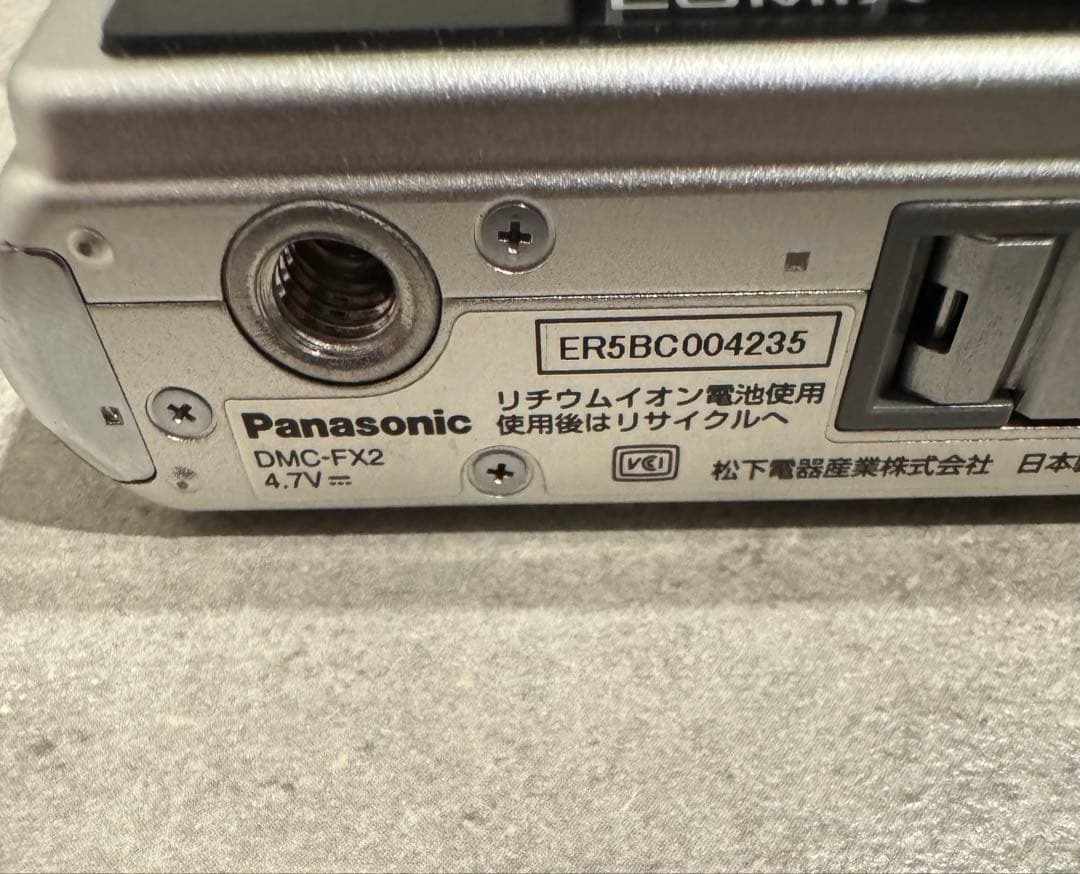 ER5BC004235
Panasonic
リチウムイオン電池使用
使用後はリサイクルへ
DMC-FX2
4.7V⎓
VCI
松下電器産業株式会社 日本